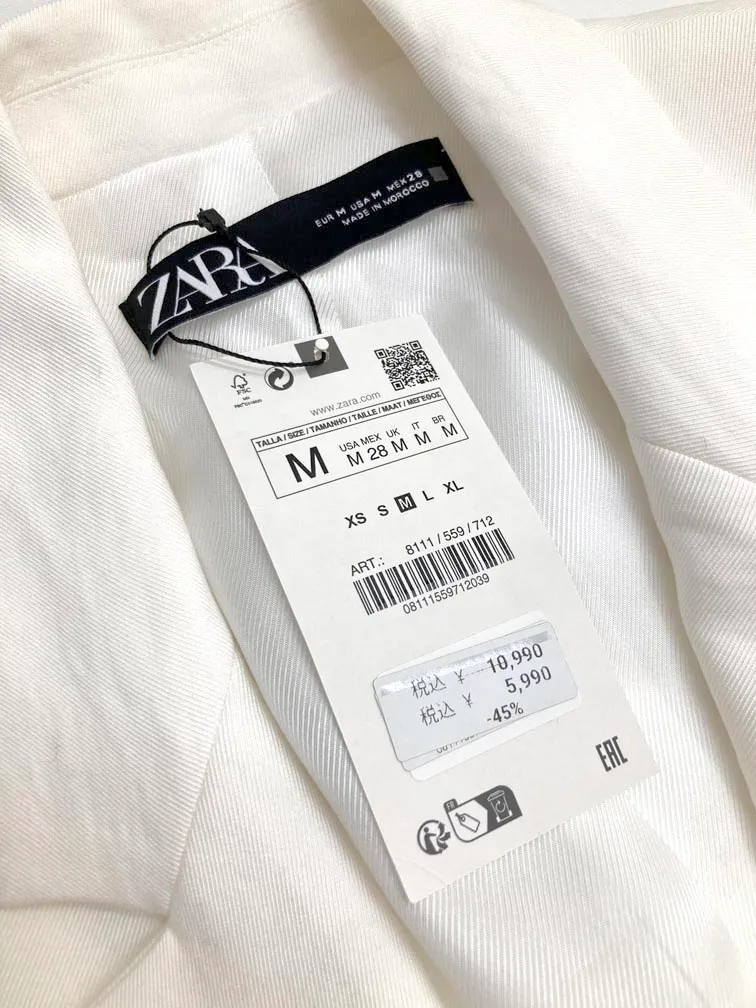 ZARA
EUR M USA M MEX 28
MADE IN MOROCCO
FSC
www.zara.com
TALLA / SIZE / TAMANHO / TAILLE / MAAT / ΜΕΓΕΘΟΣ
M
USA MEX UK IT BR
M 28 M M M
XS S M L XL
ART.: 8111 / 559 / 712
08111559712039
税込 ¥ 10,990
税込 ¥ 5,990
-45%
EAC
FR